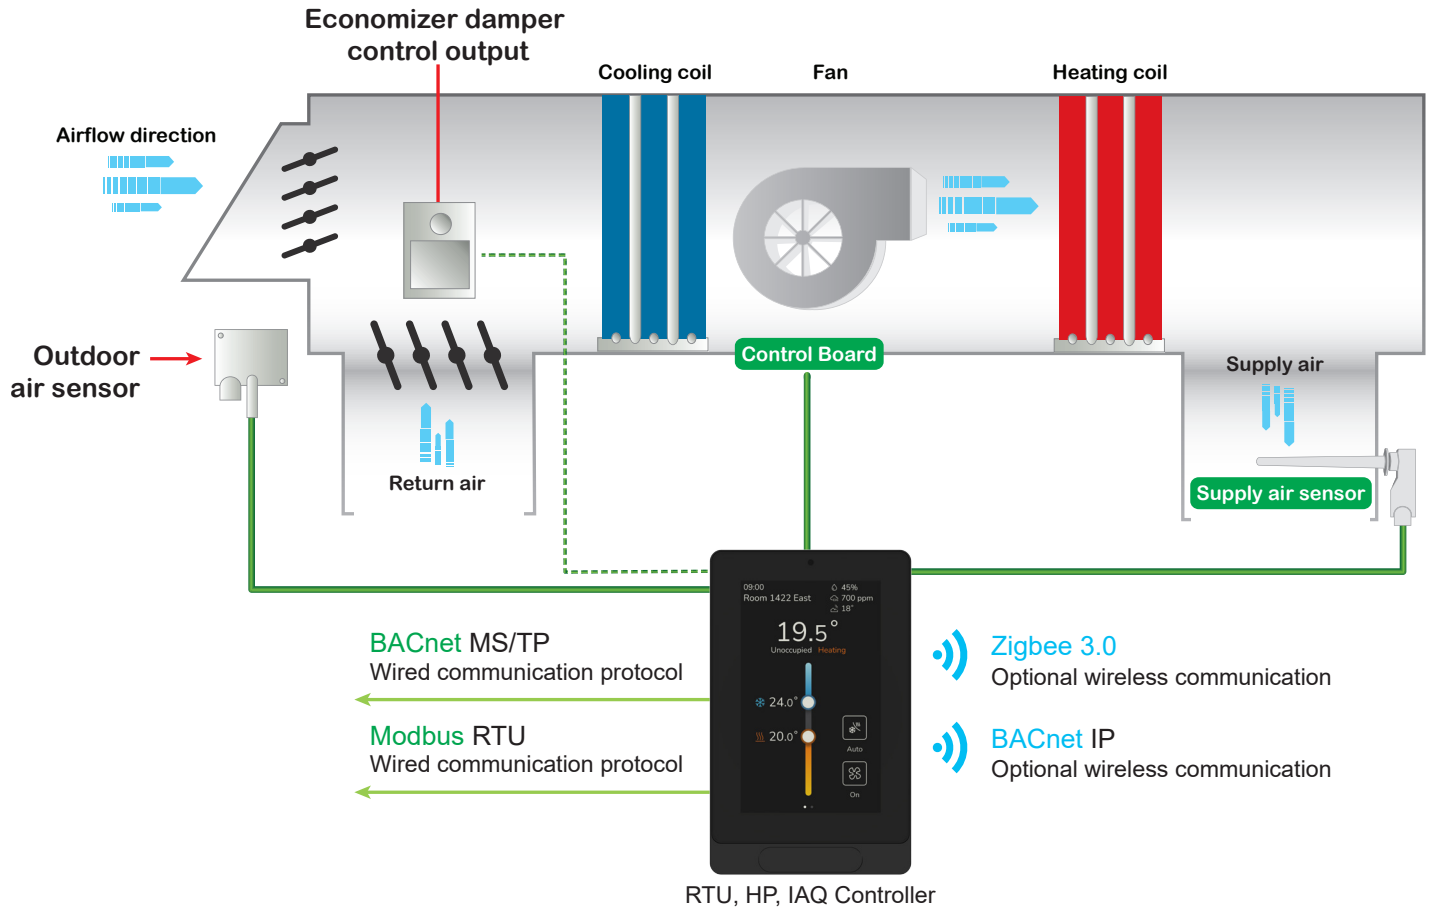 Economizer damper
control output
Cooling coil
Fan
Heating coil
Airflow direction
Outdoor
air sensor
Control Board
Supply air
Return air
Supply air sensor
09:00
45%
Room 1422 East
700 ppm
18°
19.5°
Unoccupied Heating
24.0°
20.0°
Auto
On
BACnet MS/TP
Wired communication protocol
Modbus RTU
Wired communication protocol
Zigbee 3.0
Optional wireless communication
BACnet IP
Optional wireless communication
RTU, HP, IAQ Controller